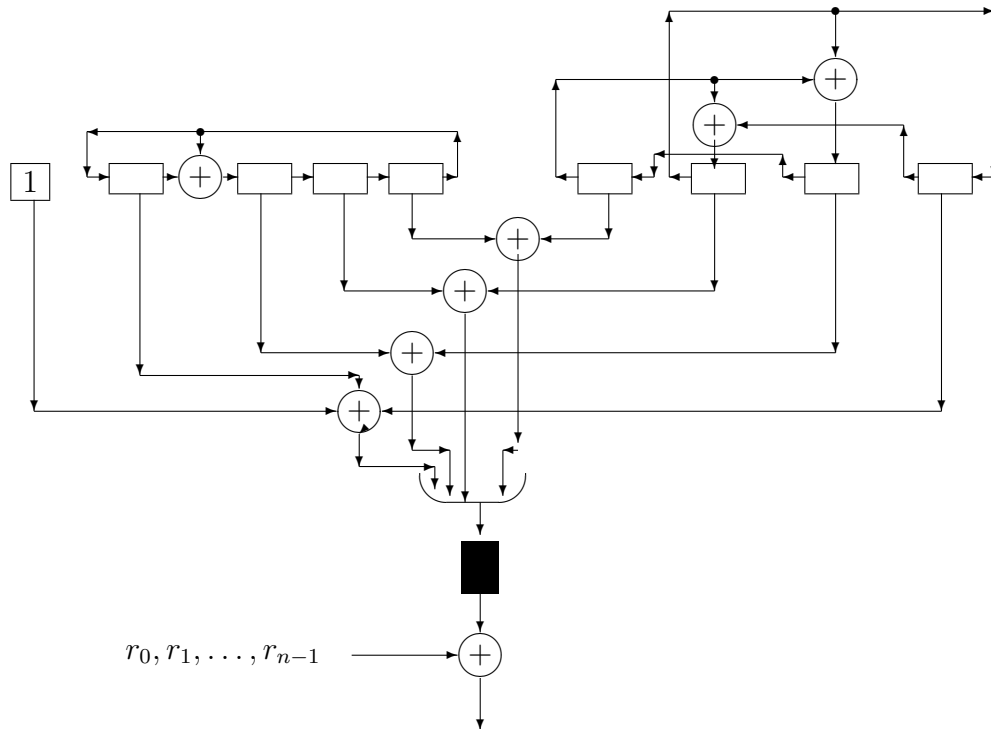 1
r_0, r_1, . . . , r_{n−1}